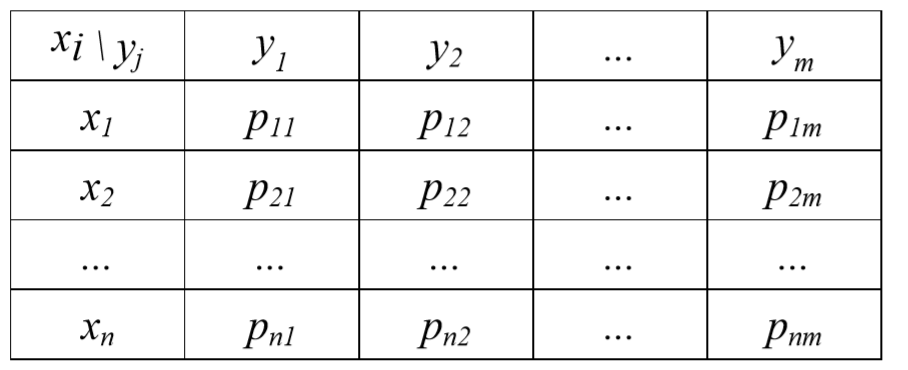 xi \ yj y1 y2 ... ym
x1 p11 p12 ... p1m
x2 p21 p22 ... p2m
... ... ... ... ...
xn pn1 pn2 ... pnm